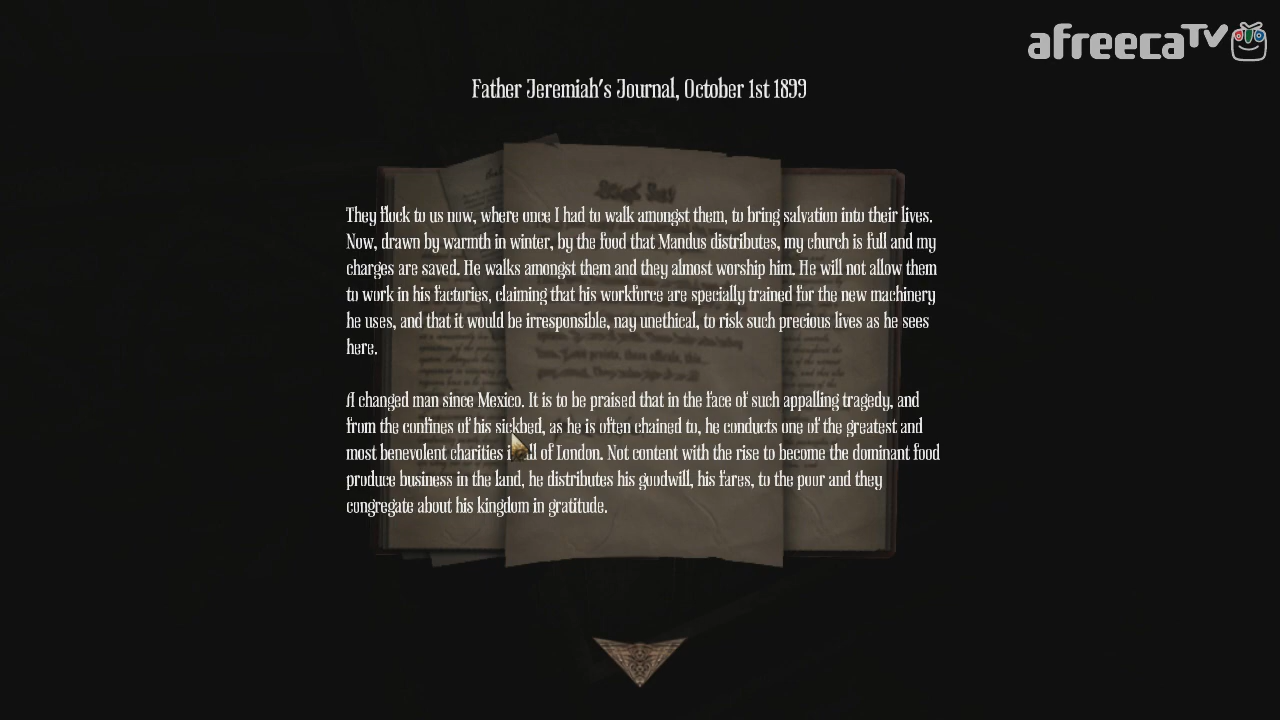 afreecaTV
Father Jeremiah's Journal, October 1st 1899
They flock to us now, where once I had to walk amongst them, to bring salvation into their lives.
Now, drawn by warmth in winter, by the food that Mandus distributes, my church is full and my
charges are saved. He walks amongst them and they almost worship him. He will not allow them
to work in his factories, claiming that his workforce are specially trained for the new machinery
he uses, and that it would be irresponsible, nay unethical, to risk such precious lives as he sees
here.
A changed man since Mexico. It is to be praised that in the face of such appalling tragedy, and
from the confines of his sickbed, as he is often chained to, he conducts one of the greatest and
most benevolent charities in all of London. Not content with the rise to become the dominant food
produce business in the land, he distributes his goodwill, his fares, to the poor and they
congregate about his kingdom in gratitude.